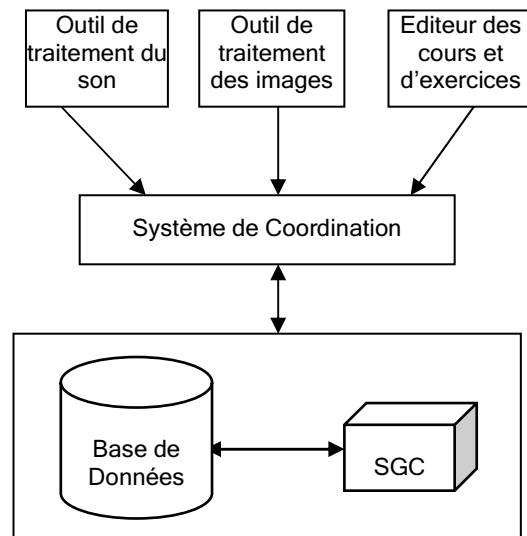 Outil de
traitement du
son
Outil de
traitement
des images
Editeur des
cours et
d'exercices
Système de Coordination
Base de
Données
SGC